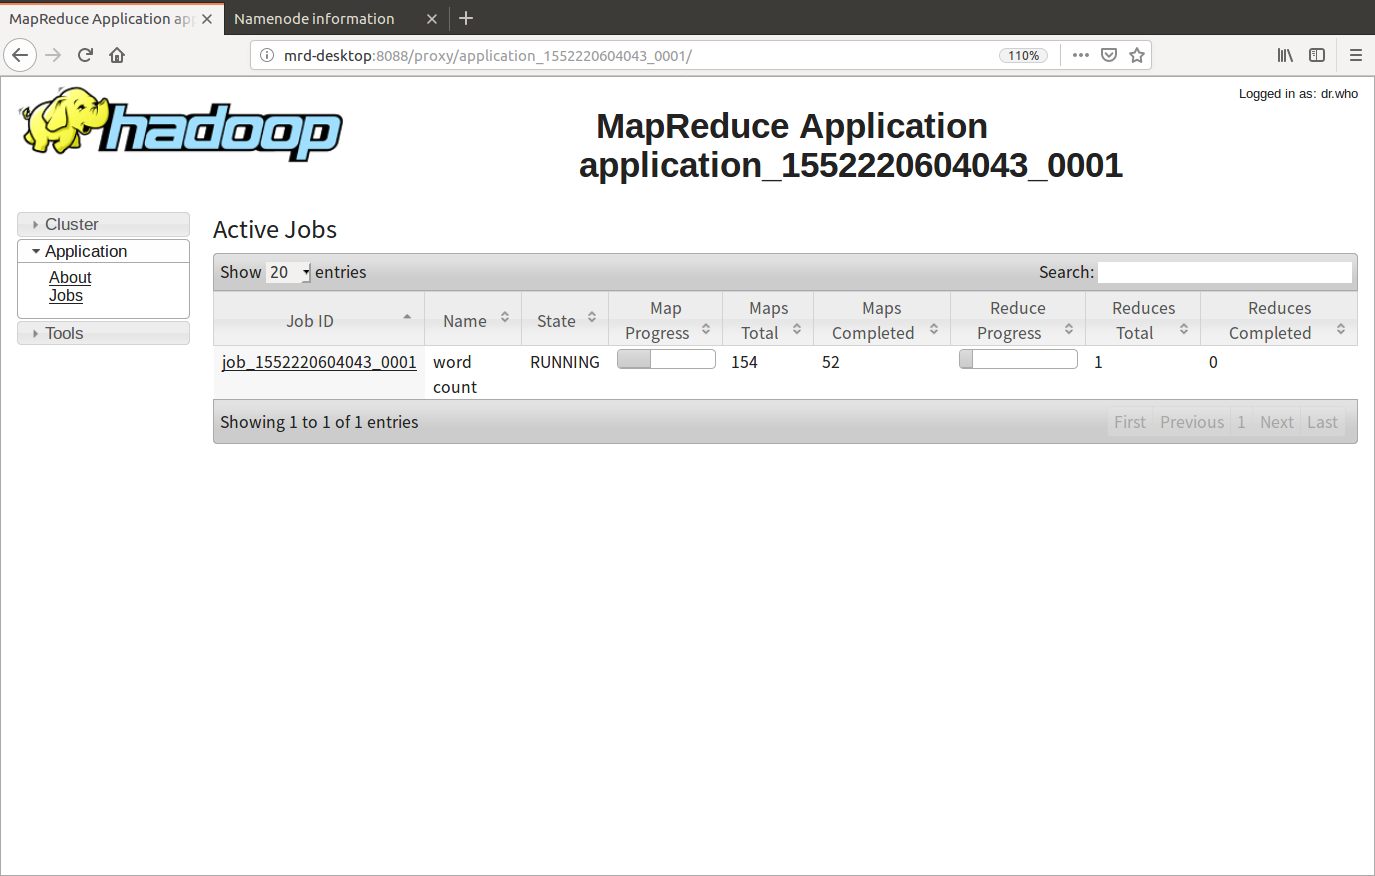 MapReduce Application ap
Namenode information
mrd-desktop:8088/proxy/application_1552220604043_0001/
110%
Logged in as: dr.who
hadoop
MapReduce Application
application_1552220604043_0001
Cluster
Application
About
Jobs
Tools
Active Jobs
Show 20 entries
Search:
Job ID
Name
State
Map
Progress
Maps
Total
Maps
Completed
Reduce
Progress
Reduces
Total
Reduces
Completed
job_1552220604043_0001
word
count
RUNNING
154
52
1
0
Showing 1 to 1 of 1 entries
First Previous 1 Next Last